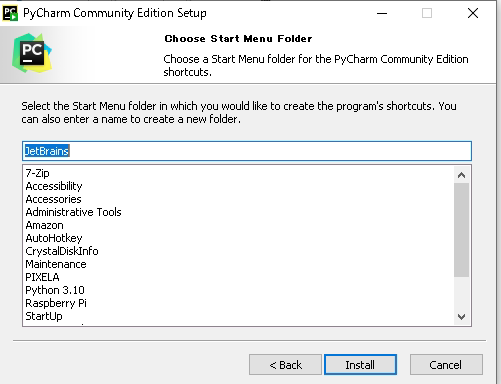 PyCharm Community Edition Setup
PC
Choose Start Menu Folder
Choose a Start Menu folder for the PyCharm Community Edition
shortcuts.
Select the Start Menu folder in which you would like to create the program's shortcuts. You
can also enter a name to create a new folder.
JetBrains
7-Zip
Accessibility
Accessories
Administrative Tools
Amazon
AutoHotkey
CrystalDiskInfo
Maintenance
PIXELA
Python 3.10
Raspberry Pi
StartUp
< Back
Install
Cancel